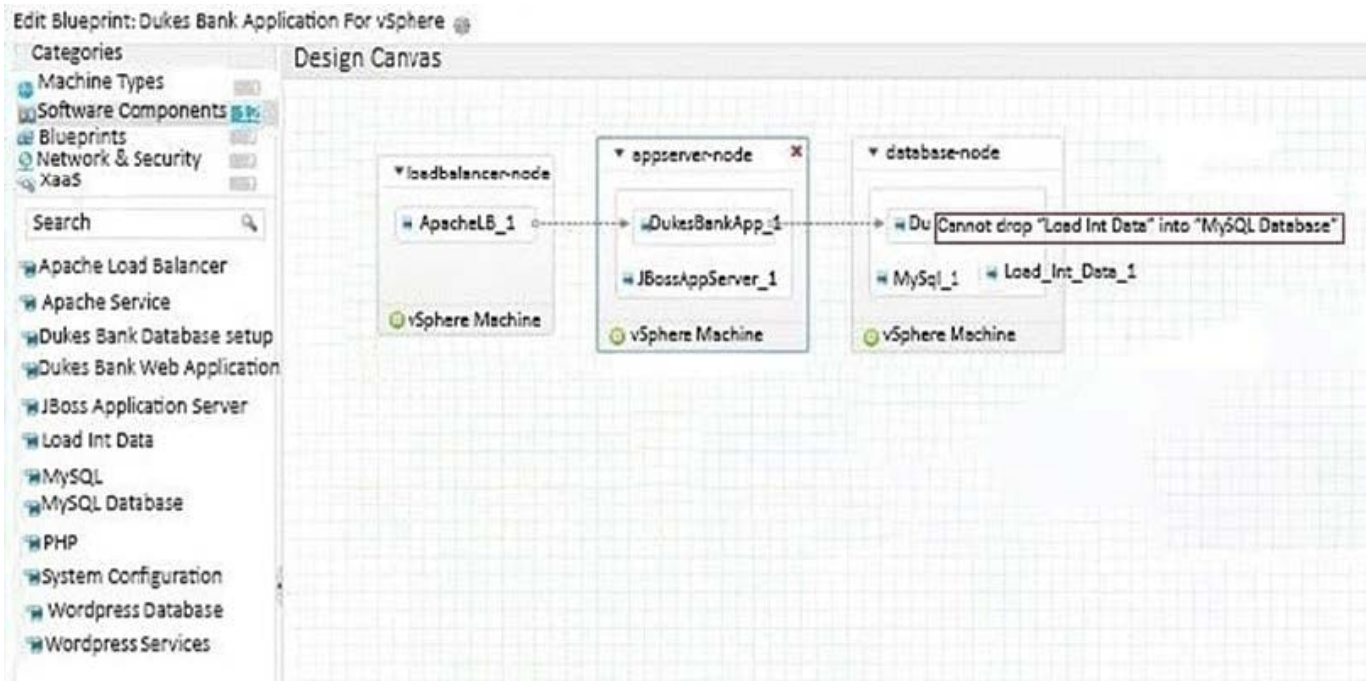 Edit Blueprint: Dukes Bank Application For vSphere
Categories
Machine Types
Software Components
Blueprints
Network & Security
XaaS
Search
Apache Load Balancer
Apache Service
Dukes Bank Database setup
Dukes Bank Web Application
JBoss Application Server
Load Int Data
MySQL
MySQL Database
PHP
System Configuration
Wordpress Database
Wordpress Services
Design Canvas
loadbalancer-node
ApacheLB_1
vSphere Machine
appserver-node
DukesBankApp_1
JBossAppServer_1
vSphere Machine
database-node
Du
Cannot drop "Load Int Data" into "MySQL Database"
MySql_1
Load_Int_Data_1
vSphere Machine